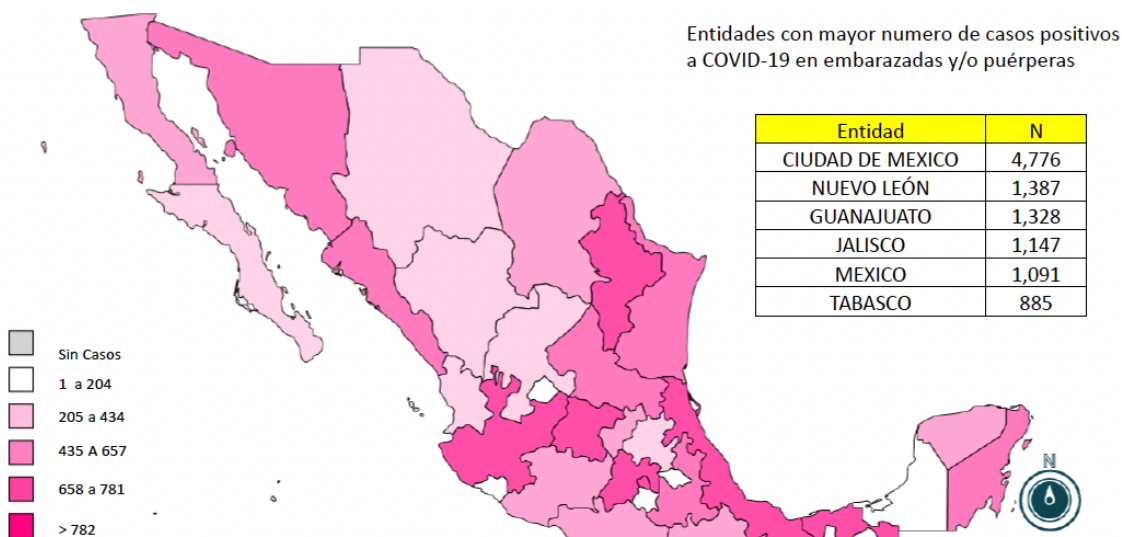 Entidades con mayor numero de casos positivos
a COVID-19 en embarazadas y/o puérperas
Entidad N
CIUDAD DE MEXICO 4,776
NUEVO LEÓN 1,387
GUANAJUATO 1,328
JALISCO 1,147
MEXICO 1,091
TABASCO 885
Sin Casos
1 a 204
205 a 434
435 A 657
658 a 781
> 782
N